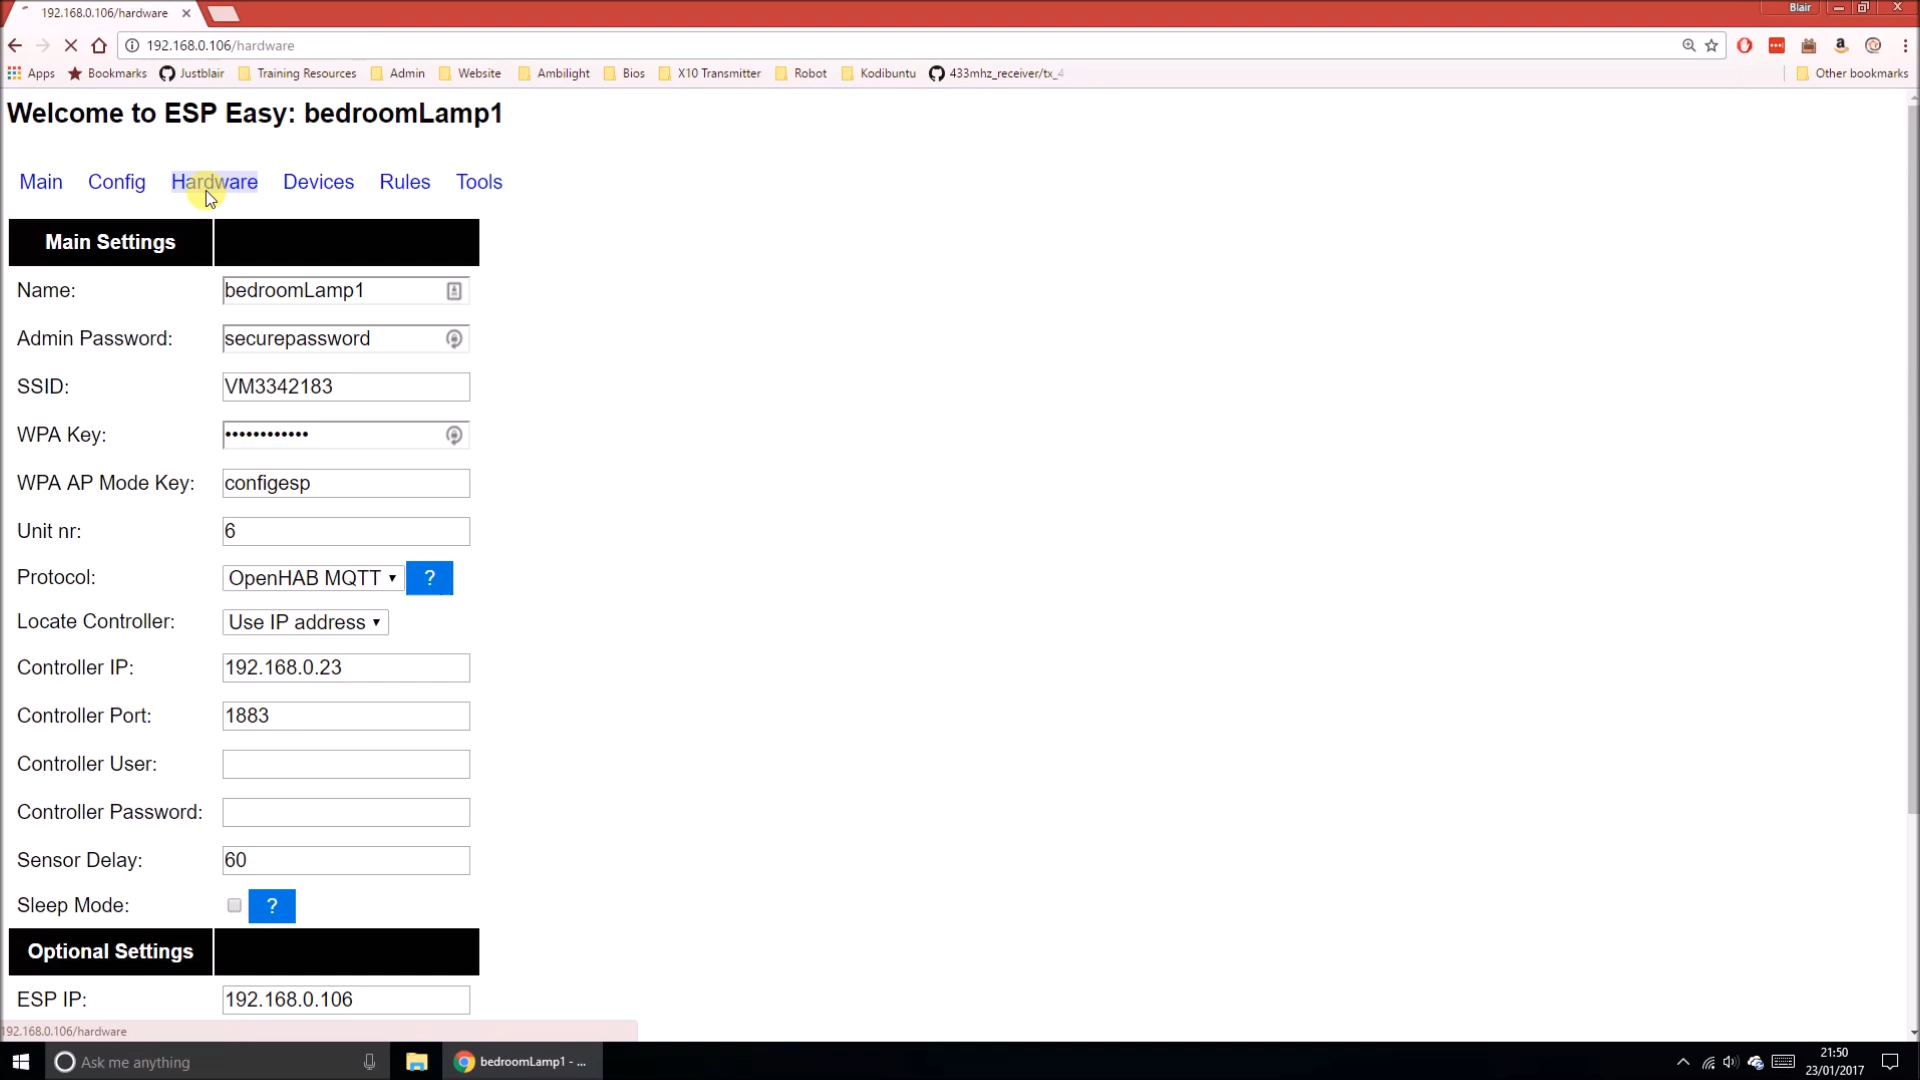 192.168.0.106/hardware
Blair
192.168.0.106/hardware
Apps Bookmarks Justblair Training Resources Admin Website Ambilight Bios X10 Transmitter Robot Kodibuntu 433mhz_receiver/tx_4 Other bookmarks
Welcome to ESP Easy: bedroomLamp1
Main Config Hardware Devices Rules Tools
Main Settings
Name: bedroomLamp1
Admin Password: securepassword
SSID: VM3342183
WPA Key: ••••••••••••
WPA AP Mode Key: configesp
Unit nr: 6
Protocol: OpenHAB MQTT ?
Locate Controller: Use IP address
Controller IP: 192.168.0.23
Controller Port: 1883
Controller User:
Controller Password:
Sensor Delay: 60
Sleep Mode: ?
Optional Settings
ESP IP: 192.168.0.106
192.168.0.106/hardware
Ask me anything
bedroomLamp1 - ...
21:50
23/01/2017